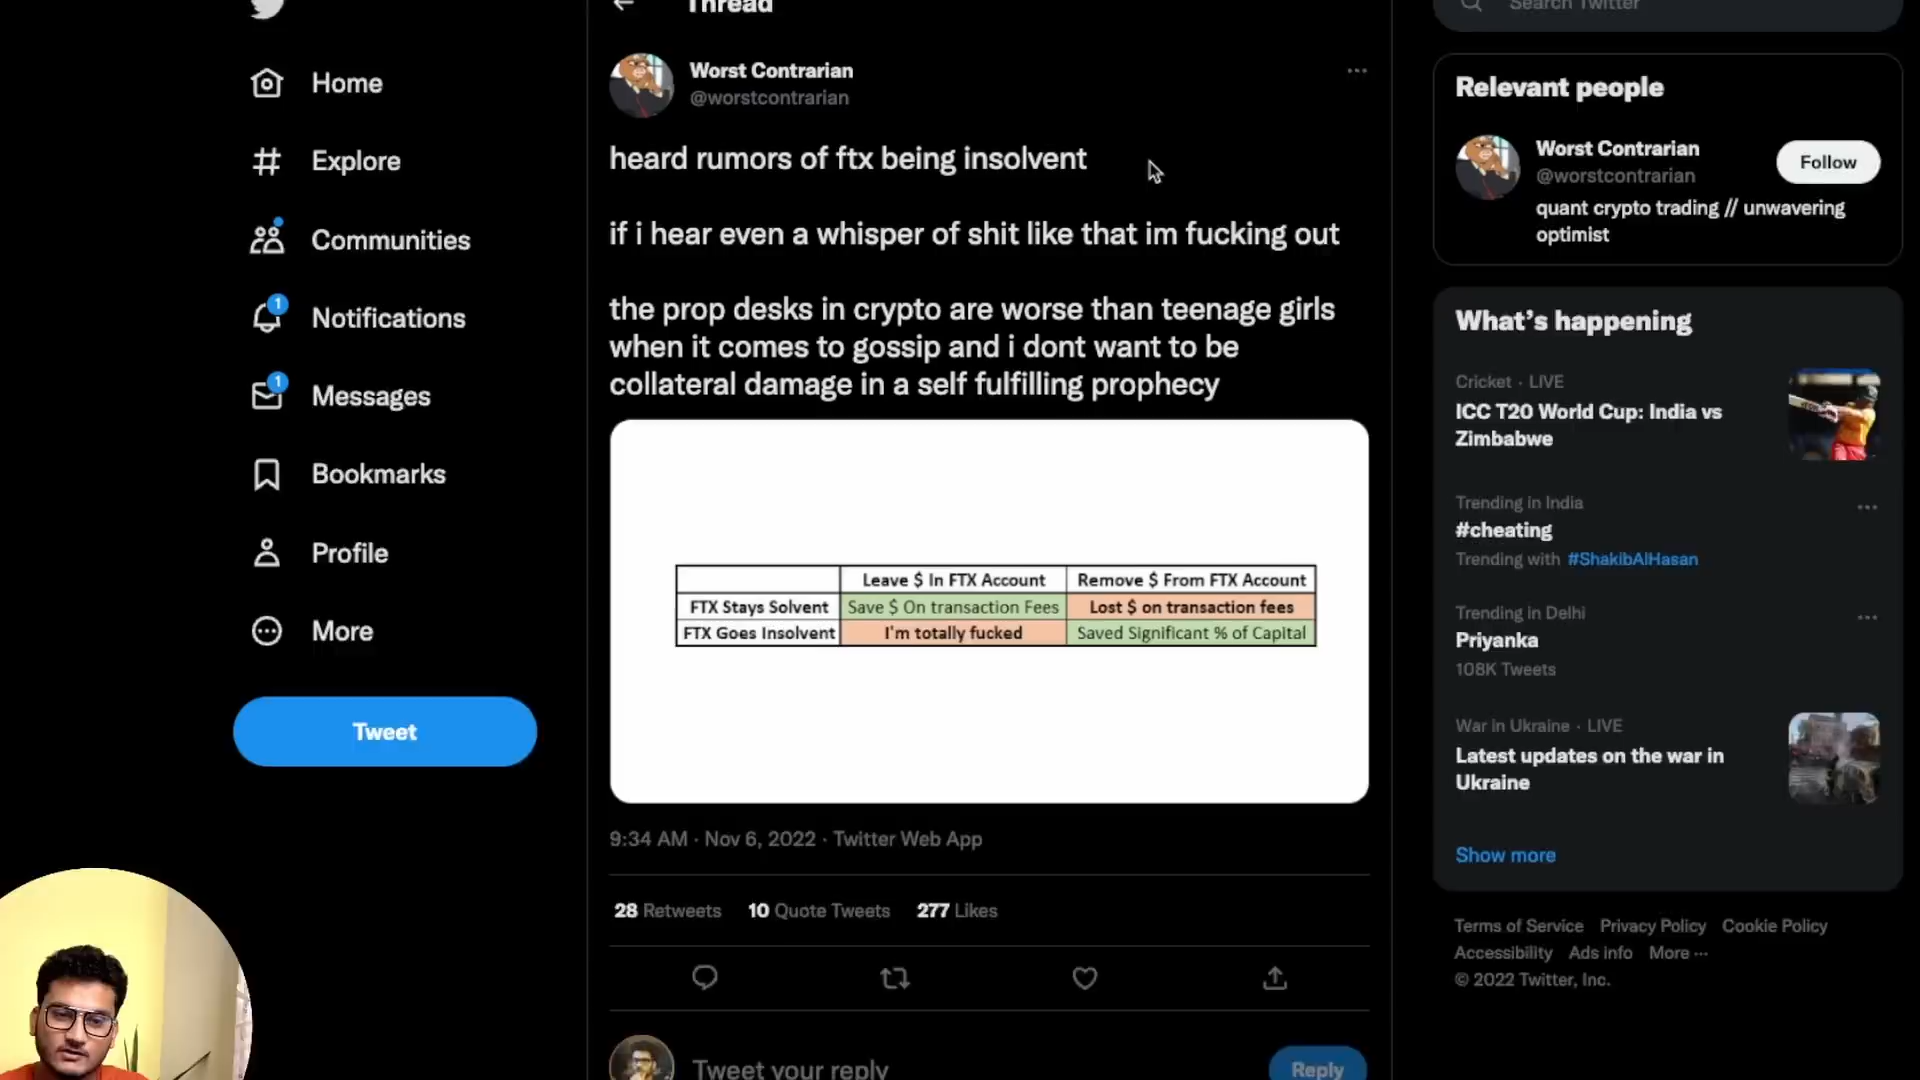 Home
Explore
Communities
1
Notifications
1
Messages
Bookmarks
Profile
More
Tweet
Thread
Worst Contrarian
@worstcontrarian
heard rumors of ftx being insolvent
if i hear even a whisper of shit like that im fucking out
the prop desks in crypto are worse than teenage girls
when it comes to gossip and i dont want to be
collateral damage in a self fulfilling prophecy
Leave $ In FTX Account Remove $ From FTX Account
FTX Stays Solvent Save $ On transaction Fees Lost $ on transaction fees
FTX Goes Insolvent I'm totally fucked Saved Significant % of Capital
9:34 AM · Nov 6, 2022 · Twitter Web App
28 Retweets 10 Quote Tweets 277 Likes
Tweet your reply
Reply
Search Twitter
Relevant people
Worst Contrarian
@worstcontrarian
Follow
quant crypto trading // unwavering
optimist
What's happening
Cricket · LIVE
ICC T20 World Cup: India vs
Zimbabwe
Trending in India
#cheating
Trending with #ShakibAlHasan
Trending in Delhi
Priyanka
108K Tweets
War in Ukraine · LIVE
Latest updates on the war in
Ukraine
Show more
Terms of Service Privacy Policy Cookie Policy
Accessibility Ads info More ···
© 2022 Twitter, Inc.